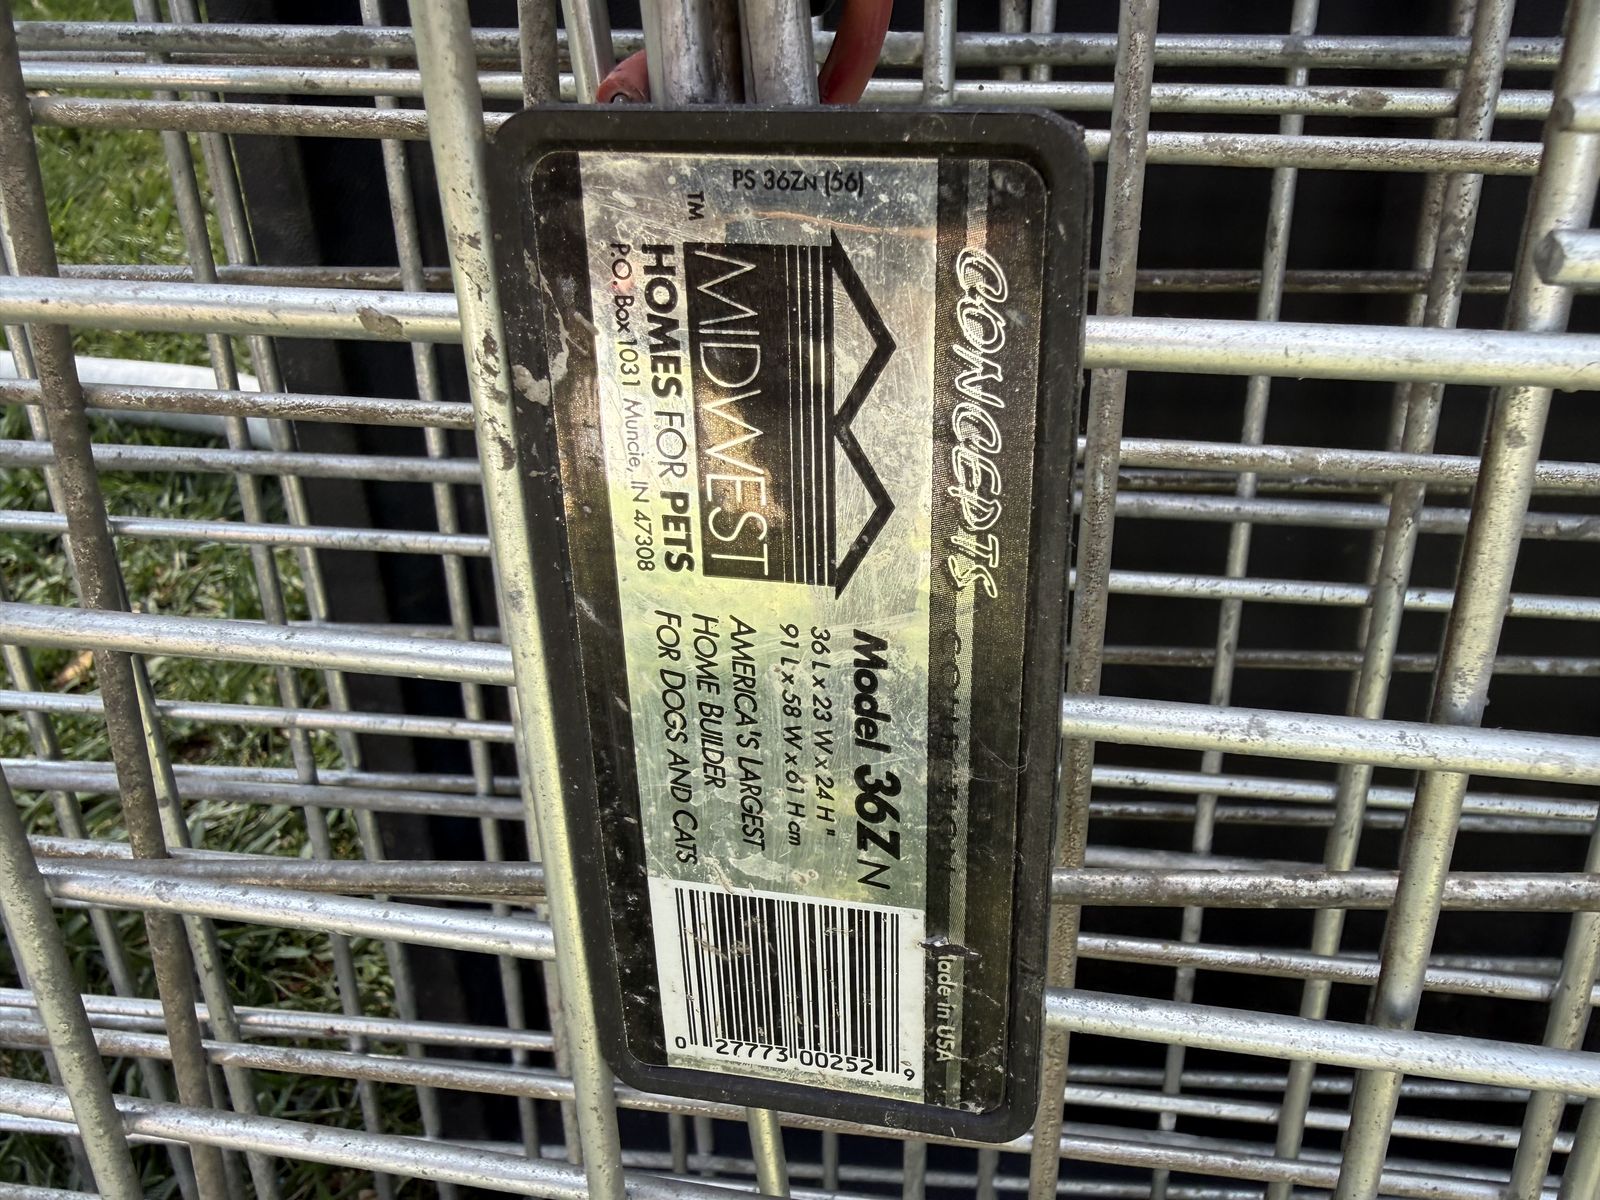 CONCEPTS COLLECTION Made in USA
PS 36ZN (56)
MIDWEST
TM
HOMES FOR PETS
P.O. Box 1031 Muncie, IN 47308
Model 36ZN
36 L x 23 W x 24 H "
91 L x 58 W x 61 H cm
AMERICA'S LARGEST
HOME BUILDER
FOR DOGS AND CATS
0 27773 00252 9